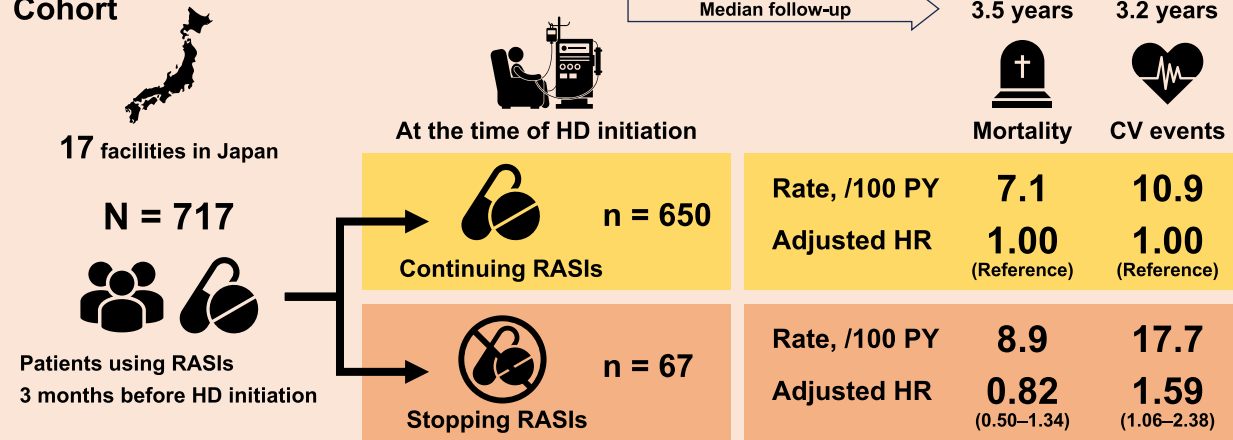 Cohort
Median follow-up
3.5 years
3.2 years
17 facilities in Japan
At the time of HD initiation
Mortality
CV events
N = 717
Patients using RASIs
3 months before HD initiation
n = 650
Continuing RASIs
Rate, /100 PY
7.1
10.9
Adjusted HR
1.00
1.00
(Reference)
(Reference)
n = 67
Stopping RASIs
Rate, /100 PY
8.9
17.7
Adjusted HR
0.82
1.59
(0.50–1.34)
(1.06–2.38)